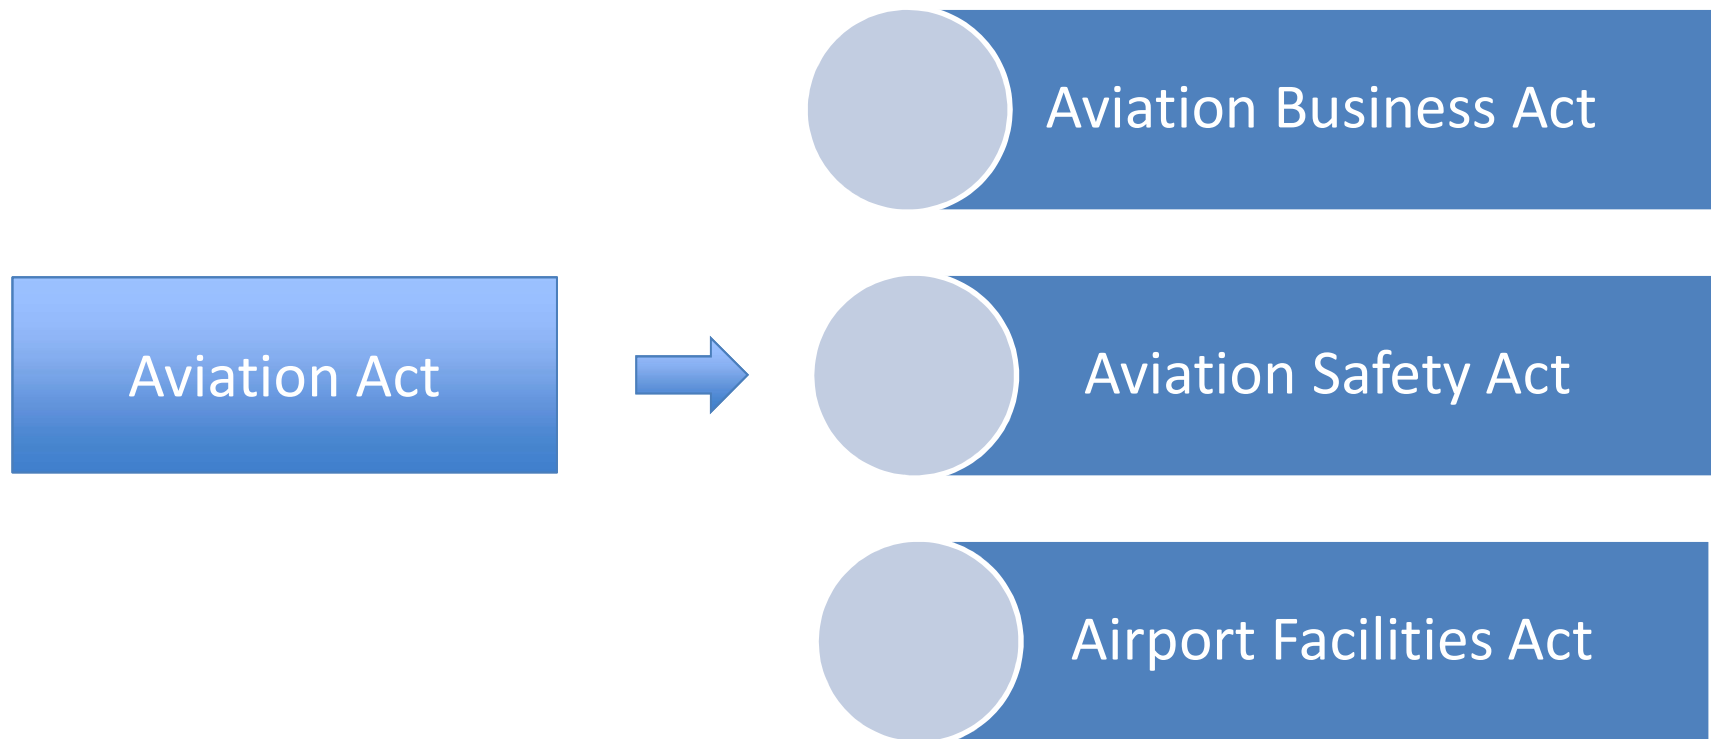 Aviation Act
Aviation Business Act
Aviation Safety Act
Airport Facilities Act